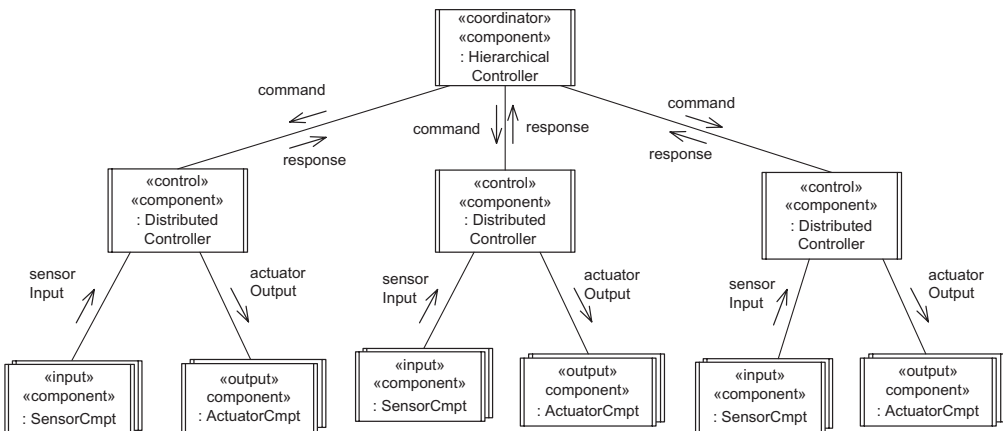 «coordinator»
«component»
: Hierarchical
Controller
command
response
command
response
command
response
«control»
«component»
: Distributed
Controller
«control»
«component»
: Distributed
Controller
«control»
«component»
: Distributed
Controller
sensor
Input
actuator
Output
sensor
Input
actuator
Output
sensor
Input
actuator
Output
«input»
«component»
: SensorCmpt
«output»
component»
: ActuatorCmpt
«input»
«component»
: SensorCmpt
«output»
component»
: ActuatorCmpt
«input»
«component»
: SensorCmpt
«output»
component»
: ActuatorCmpt